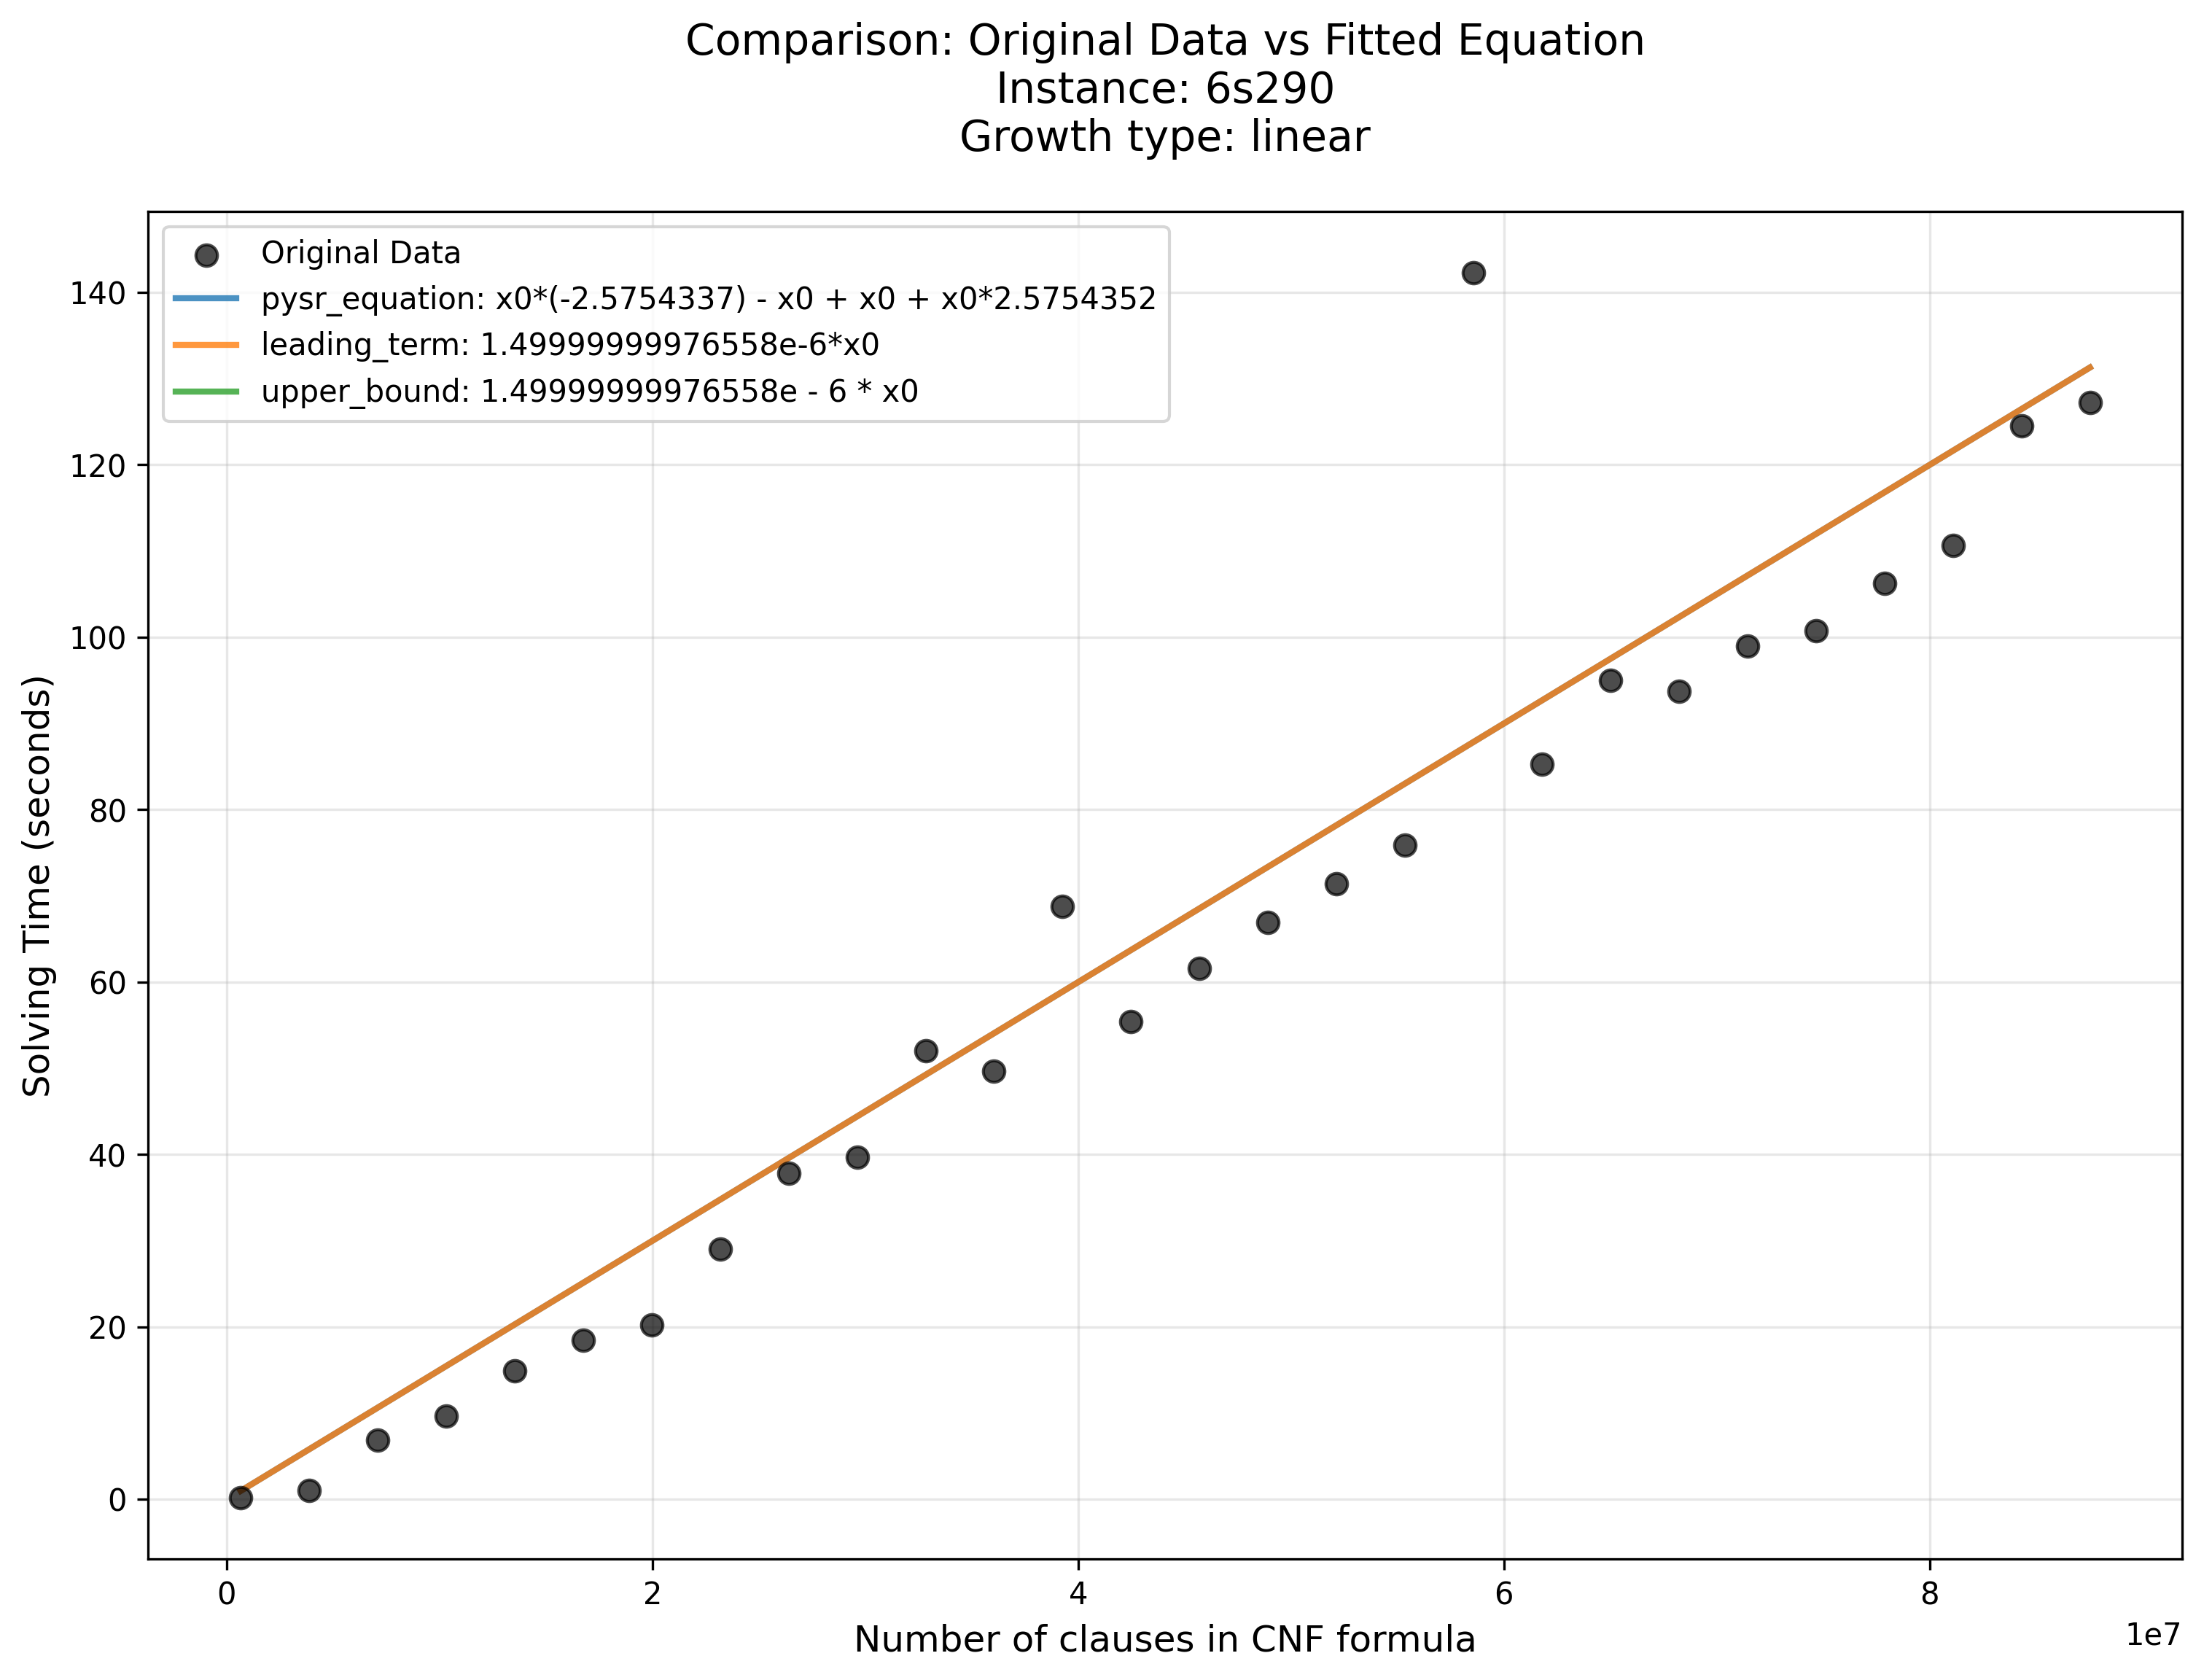 Comparison: Original Data vs Fitted Equation
Instance: 6s290
Growth type: linear
Original Data
pysr_equation: x0*(-2.5754337) - x0 + x0 + x0*2.5754352
leading_term: 1.49999999976558e-6*x0
upper_bound: 1.49999999976558e - 6 * x0
140
120
100
80
60
40
20
0
Solving Time (seconds)
0 2 4 6 8
1e7
Number of clauses in CNF formula